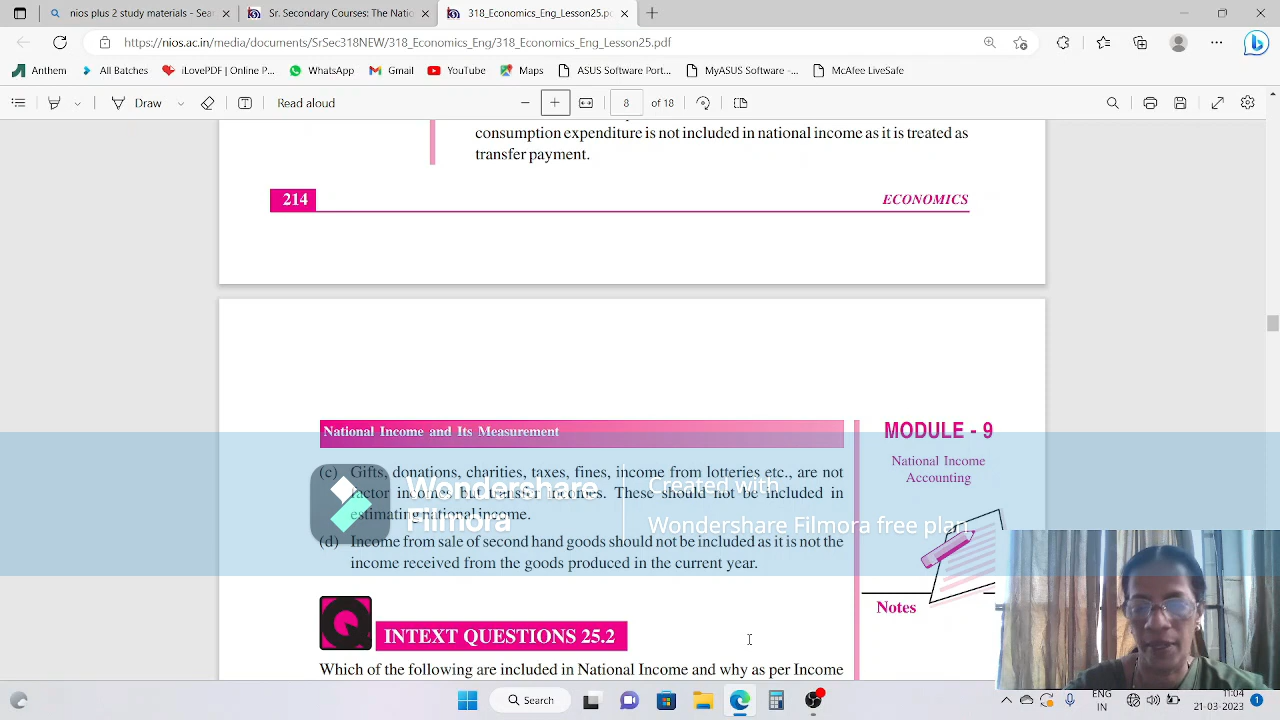 nios plus 2 study materials - Sea
Sr. Secondary Courses: The Nati
318_Economics_Eng_Lesson25.pd
https://nios.ac.in/media/documents/SrSec318NEW/318_Economics_Eng/318_Economics_Eng_Lesson25.pdf
Anthem
All Batches
iLovePDF | Online P...
WhatsApp
Gmail
YouTube
Maps
ASUS Software Port...
MyASUS Software -...
McAfee LiveSafe
Draw
Read aloud
8 of 18
consumption expenditure is not included in national income as it is treated as
transfer payment.
214
ECONOMICS
National Income and Its Measurement
MODULE - 9
National Income
Accounting
(c) Gifts, donations, charities, taxes, fines, income from lotteries etc., are not
factor incomes but transfer incomes. These should not be included in
estimating national income.
Wondershare
Filmora
Created with
Wondershare Filmora free plan
(d) Income from sale of second hand goods should not be included as it is not the
income received from the goods produced in the current year.
Notes
INTEXT QUESTIONS 25.2
Which of the following are included in National Income and why as per Income
Search
ENG
IN
11:04
21-03-2023
1